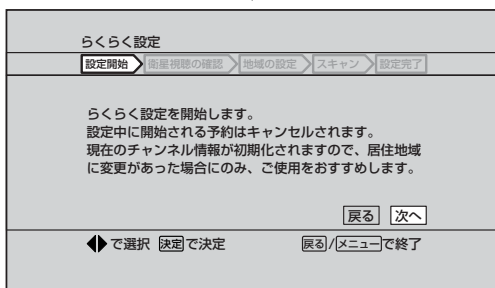 らくらく設定
設定開始 衛星視聴の確認 地域の設定 スキャン 設定完了
らくらく設定を開始します。
設定中に開始される予約はキャンセルされます。
現在のチャンネル情報が初期化されますので、居住地域
に変更があった場合にのみ、ご使用をおすすめします。
戻る 次へ
で選択 決定で決定 戻る/メニューで終了